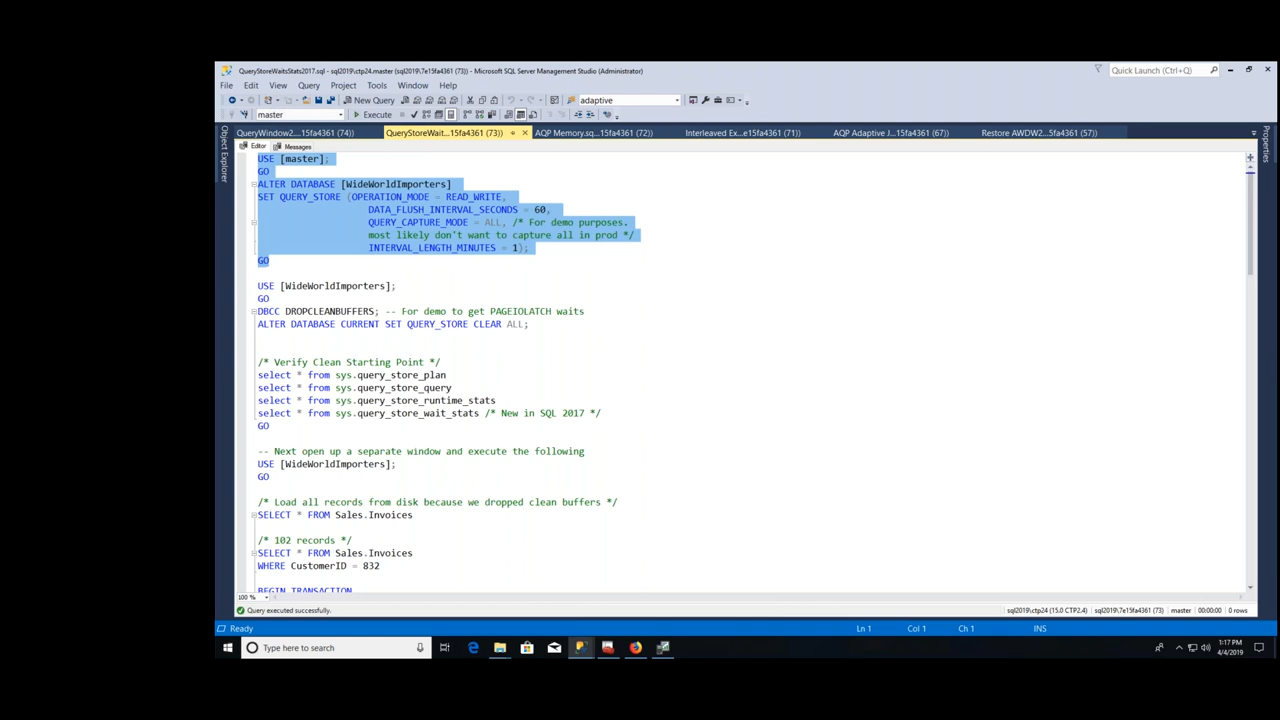 QueryStoreWaitsStats2017.sql - sql2019\ctp24.master (sql2019\7e15fa4361 (73)) - Microsoft SQL Server Management Studio (Administrator)
Quick Launch (Ctrl+Q)
File Edit View Query Project Tools Window Help
New Query
adaptive
master
Execute
QueryWindow2....15fa4361 (74))
QueryStoreWait...15fa4361 (73))
AQP Memory.sq...15fa4361 (72))
Interleaved Ex...e15fa4361 (71))
AQP Adaptive J...15fa4361 (67))
Restore AWDW2...15fa4361 (57))
Object Explorer
Properties
Editor
Messages
USE [master];
GO
ALTER DATABASE [WideWorldImporters]
SET QUERY_STORE (OPERATION_MODE = READ_WRITE,
DATA_FLUSH_INTERVAL_SECONDS = 60,
QUERY_CAPTURE_MODE = ALL, /* For demo purposes.
most likely don't want to capture all in prod */
INTERVAL_LENGTH_MINUTES = 1);
GO
USE [WideWorldImporters];
GO
DBCC DROPCLEANBUFFERS; -- For demo to get PAGEIOLATCH waits
ALTER DATABASE CURRENT SET QUERY_STORE CLEAR ALL;
/* Verify Clean Starting Point */
select * from sys.query_store_plan
select * from sys.query_store_query
select * from sys.query_store_runtime_stats
select * from sys.query_store_wait_stats /* New in SQL 2017 */
GO
-- Next open up a separate window and execute the following
USE [WideWorldImporters];
GO
/* Load all records from disk because we dropped clean buffers */
SELECT * FROM Sales.Invoices
/* 102 records */
SELECT * FROM Sales.Invoices
WHERE CustomerID = 832
BEGIN TRANSACTION
100 %
Query executed successfully.
sql2019\ctp24 (15.0 CTP2.4)
sql2019\7e15fa4361 (73)
master
00:00:00
0 rows
Ready
Ln 1
Col 1
Ch 1
INS
Type here to search
1:17 PM
4/4/2019